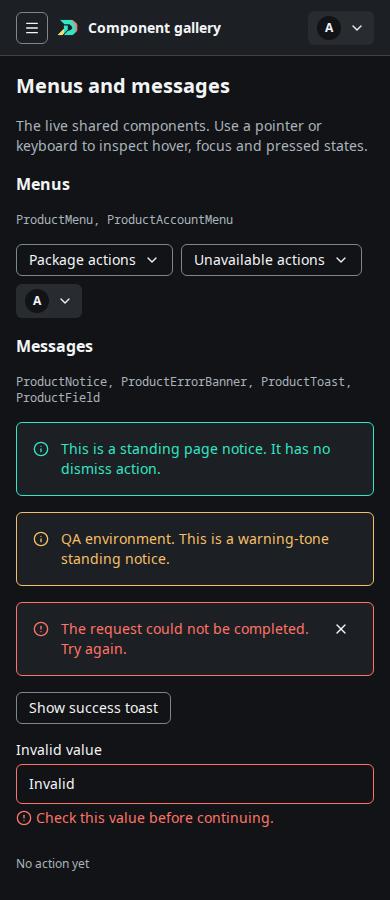 Component gallery
A
Menus and messages
The live shared components. Use a pointer or
keyboard to inspect hover, focus and pressed states.
Menus
ProductMenu, ProductAccountMenu
Package actions
Unavailable actions
A
Messages
ProductNotice, ProductErrorBanner, ProductToast,
ProductField
This is a standing page notice. It has no
dismiss action.
QA environment. This is a warning-tone
standing notice.
The request could not be completed.
Try again.
Show success toast
Invalid value
Invalid
Check this value before continuing.
No action yet